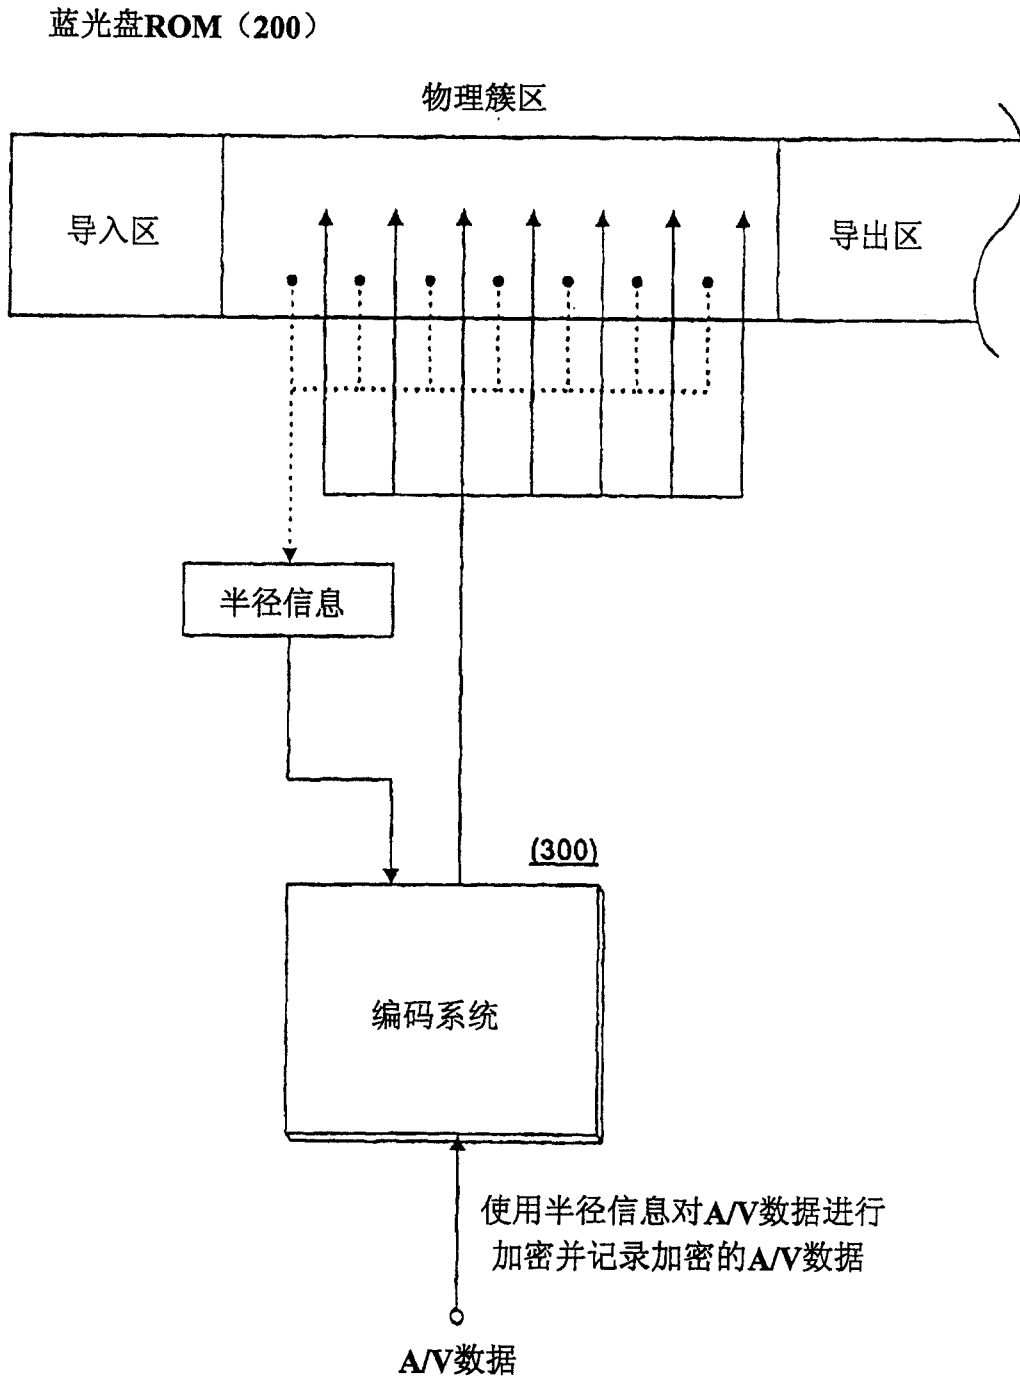 蓝光盘ROM（200）
物理簇区
导入区
导出区
半径信息
(300)
编码系统
使用半径信息对A/V数据进行
加密并记录加密的A/V数据
A/V数据